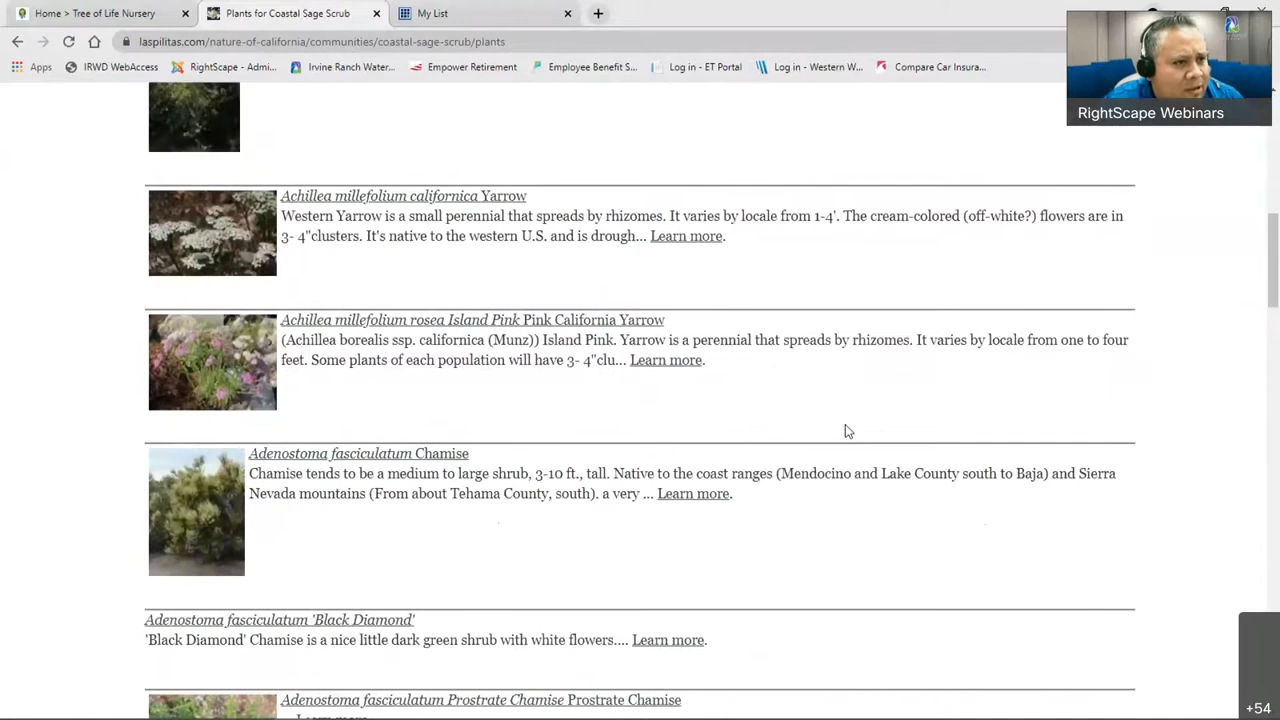 Home > Tree of Life Nursery
Plants for Coastal Sage Scrub
My List
laspilitas.com/nature-of-california/communities/coastal-sage-scrub/plants
Apps
IRWD WebAccess
RightScape - Admi...
Irvine Ranch Water...
Empower Retirement
Employee Benefit S...
Log in - ET Portal
Log in - Western W...
Compare Car Insura...
RightScape Webinars
Achillea millefolium californica Yarrow
Western Yarrow is a small perennial that spreads by rhizomes. It varies by locale from 1-4'. The cream-colored (off-white?) flowers are in
3- 4"clusters. It's native to the western U.S. and is drough... Learn more.
Achillea millefolium rosea Island Pink Pink California Yarrow
(Achillea borealis ssp. californica (Munz)) Island Pink. Yarrow is a perennial that spreads by rhizomes. It varies by locale from one to four
feet. Some plants of each population will have 3- 4"clu... Learn more.
Adenostoma fasciculatum Chamise
Chamise tends to be a medium to large shrub, 3-10 ft., tall. Native to the coast ranges (Mendocino and Lake County south to Baja) and Sierra
Nevada mountains (From about Tehama County, south). a very ... Learn more.
Adenostoma fasciculatum 'Black Diamond'
'Black Diamond' Chamise is a nice little dark green shrub with white flowers.... Learn more.
Adenostoma fasciculatum Prostrate Chamise Prostrate Chamise
... Learn more.
+54